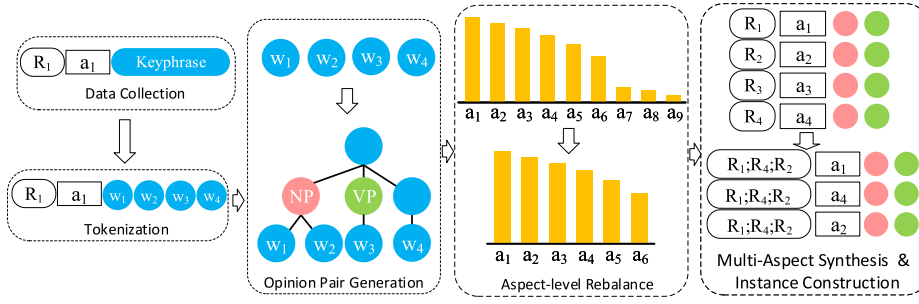 R1 a1 Keyphrase
Data Collection
R1 a1 w1 w2 w3 w4
Tokenization
w1 w2 w3 w4
NP VP
w1 w2 w3 w4
Opinion Pair Generation
a1 a2 a3 a4 a5 a6 a7 a8 a9
a1 a2 a3 a4 a5 a6
Aspect-level Rebalance
R1 a1
R2 a2
R3 a3
R4 a4
R1;R4;R2 a1
R1;R4;R2 a4
R1;R4;R2 a2
Multi-Aspect Synthesis &
Instance Construction